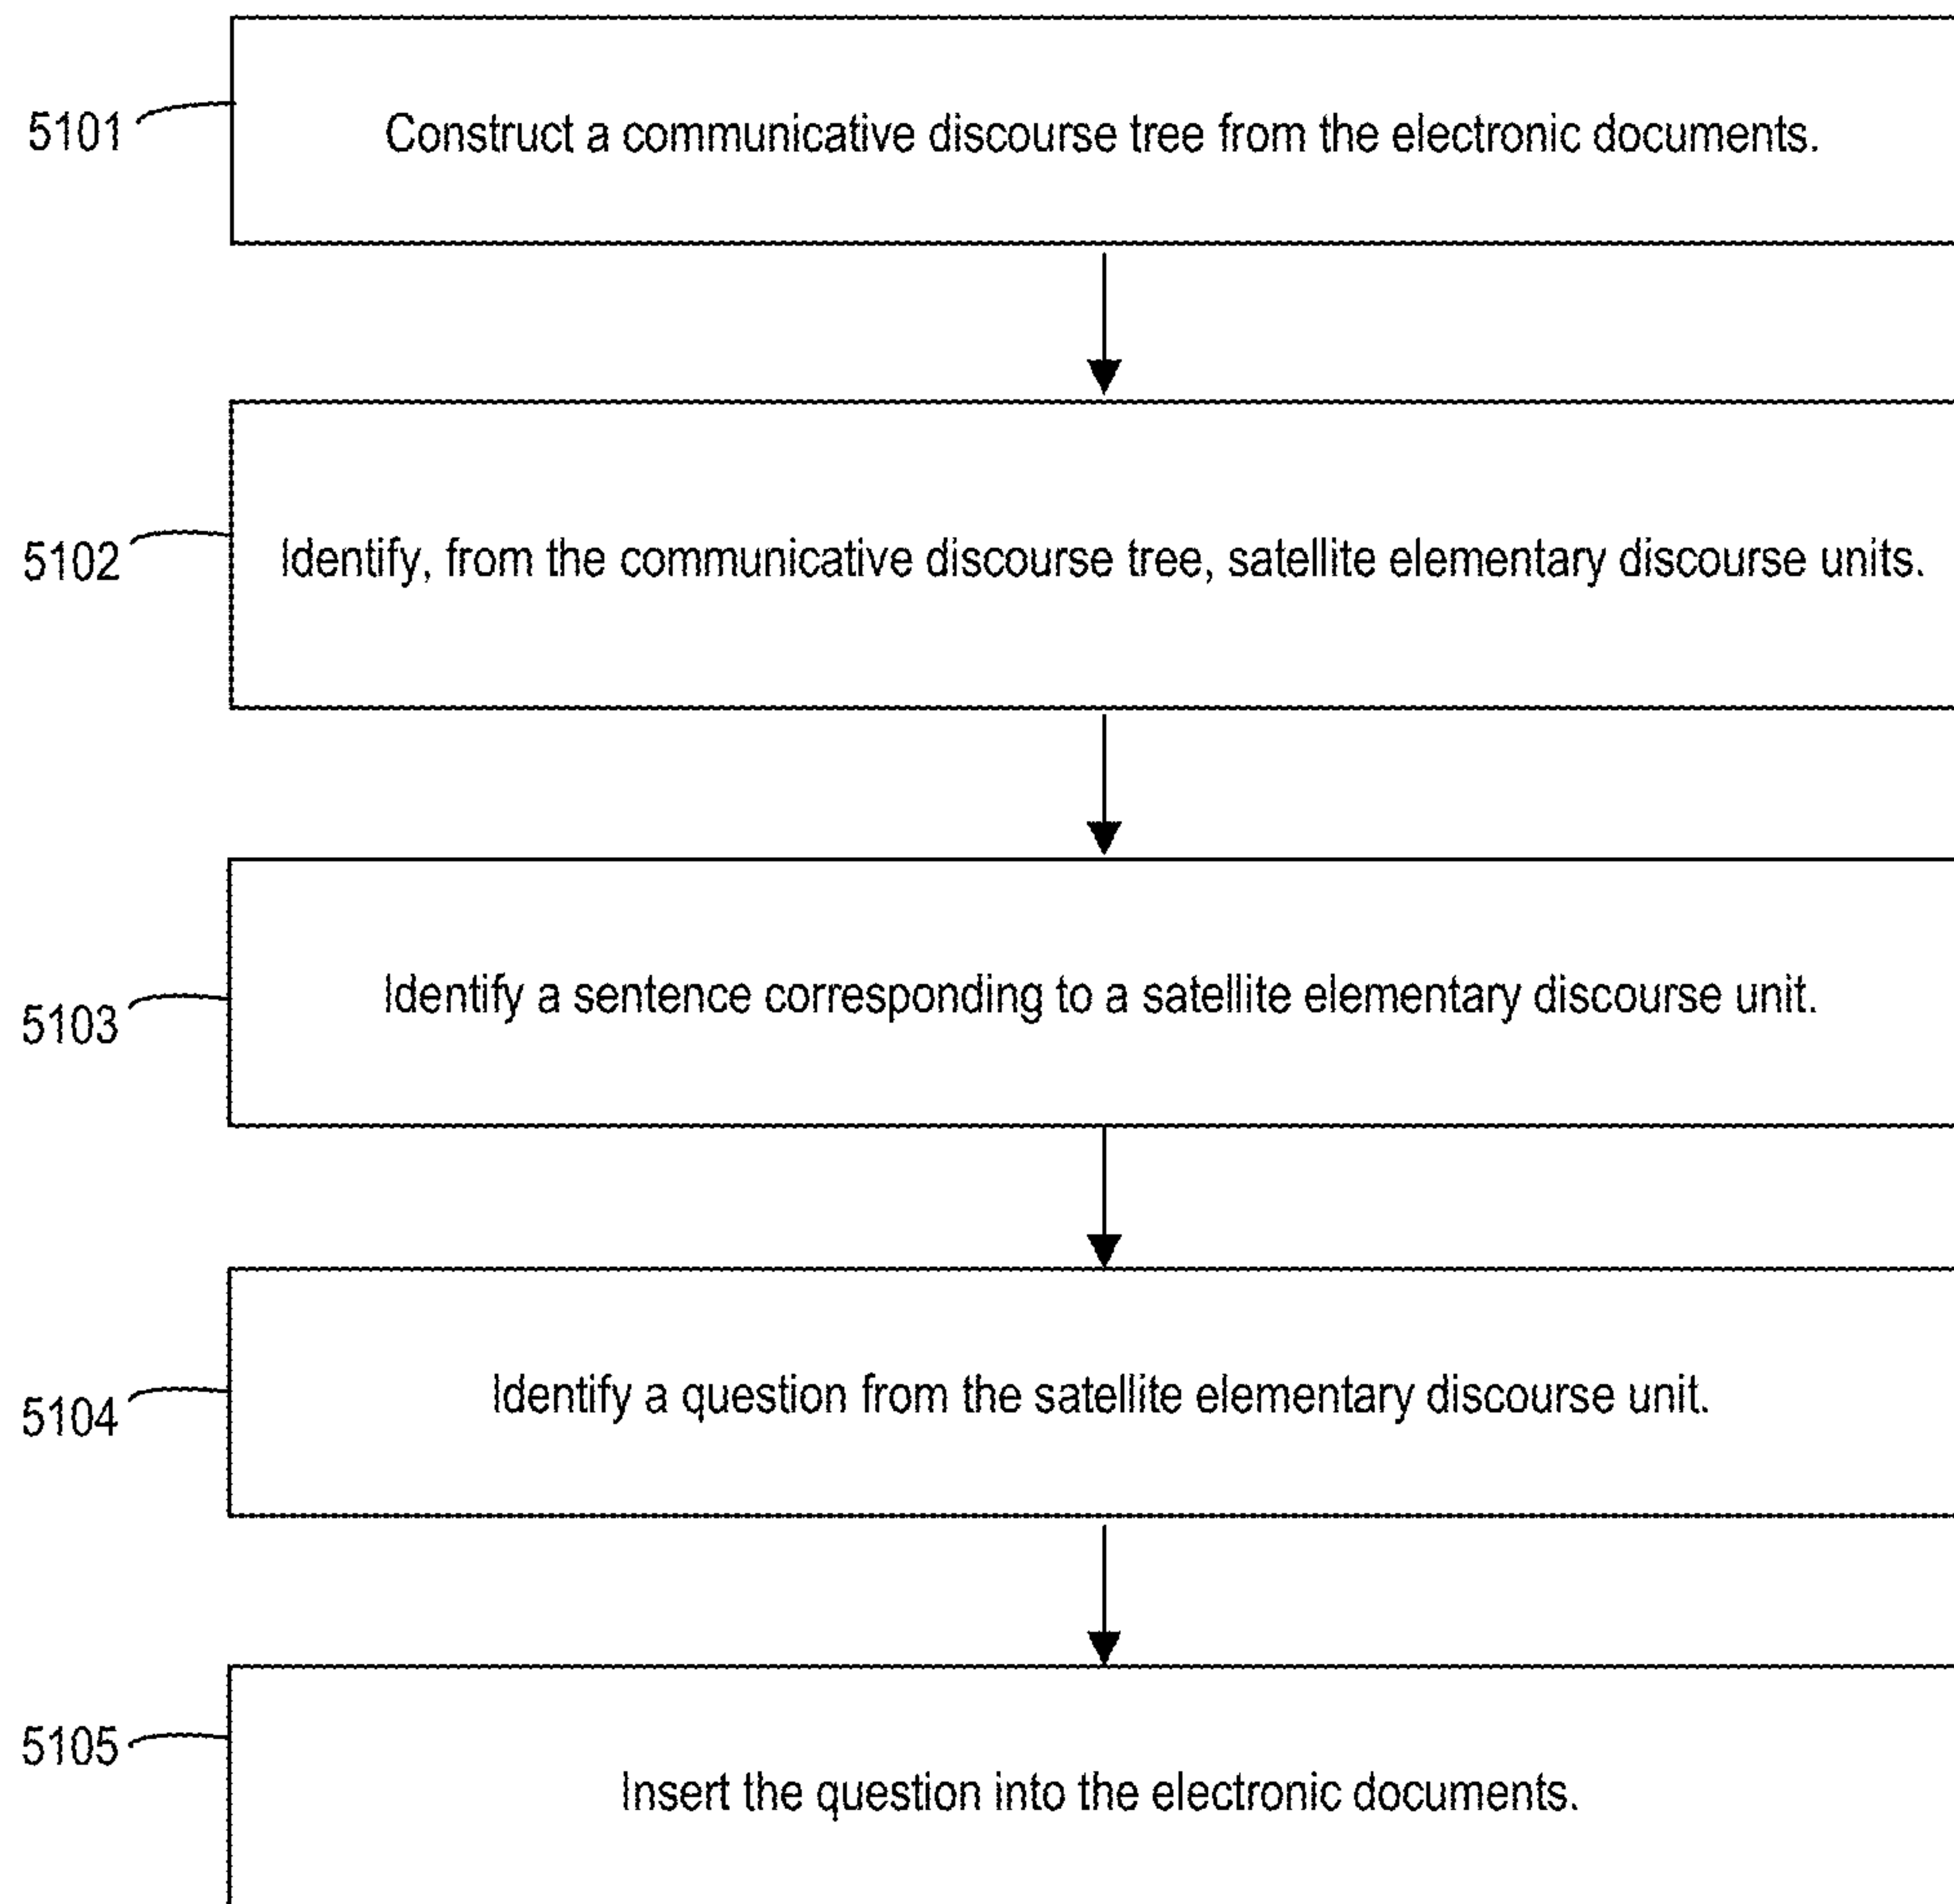 5101
Construct a communicative discourse tree from the electronic documents.
5102
Identify, from the communicative discourse tree, satellite elementary discourse units.
5103
Identify a sentence corresponding to a satellite elementary discourse unit.
5104
Identify a question from the satellite elementary discourse unit.
5105
Insert the question into the electronic documents.